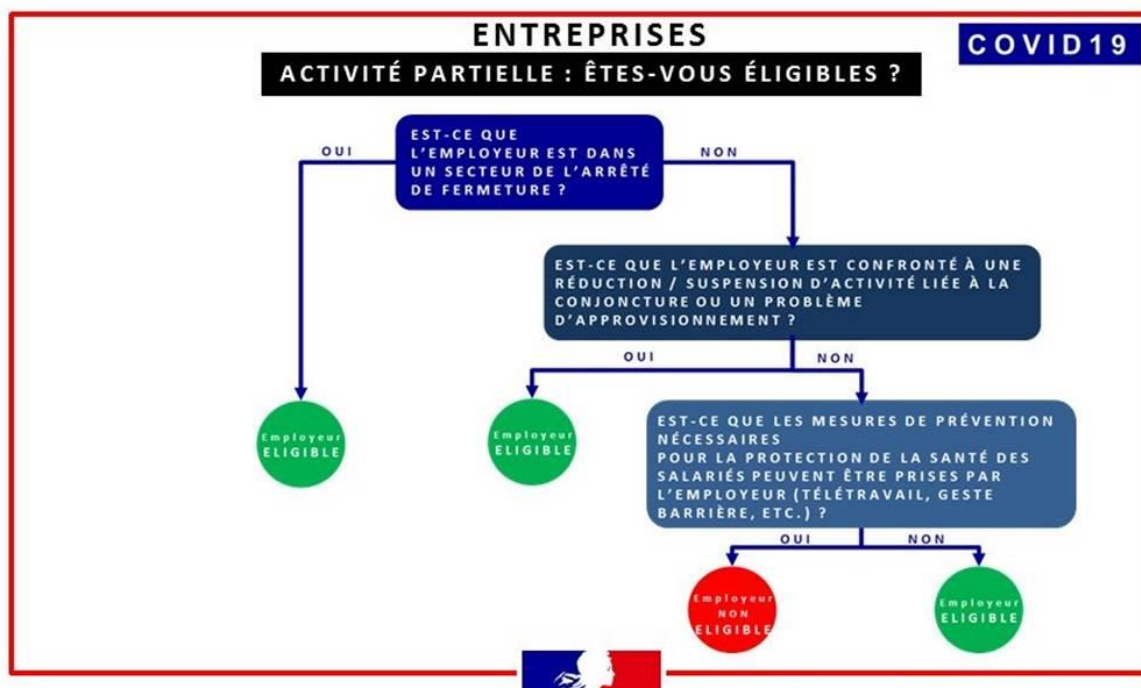 ENTREPRISES
COVID19
ACTIVITÉ PARTIELLE : ÊTES-VOUS ÉLIGIBLES ?
EST-CE QUE
L'EMPLOYEUR EST DANS
UN SECTEUR DE L'ARRÊTÉ
DE FERMETURE ?
OUI
NON
EST-CE QUE L'EMPLOYEUR EST CONFRONTÉ À UNE
RÉDUCTION / SUSPENSION D'ACTIVITÉ LIÉE À LA
CONJONCTURE OU UN PROBLÈME
D'APPROVISIONNEMENT ?
OUI
NON
Employeur
ELIGIBLE
Employeur
ELIGIBLE
EST-CE QUE LES MESURES DE PRÉVENTION
NÉCESSAIRES
POUR LA PROTECTION DE LA SANTÉ DES
SALARIÉS PEUVENT ÊTRE PRISES PAR
L'EMPLOYEUR (TÉLÉTRAVAIL, GESTE
BARRIÈRE, ETC.) ?
OUI
NON
Employeur
NON
ELIGIBLE
Employeur
ELIGIBLE